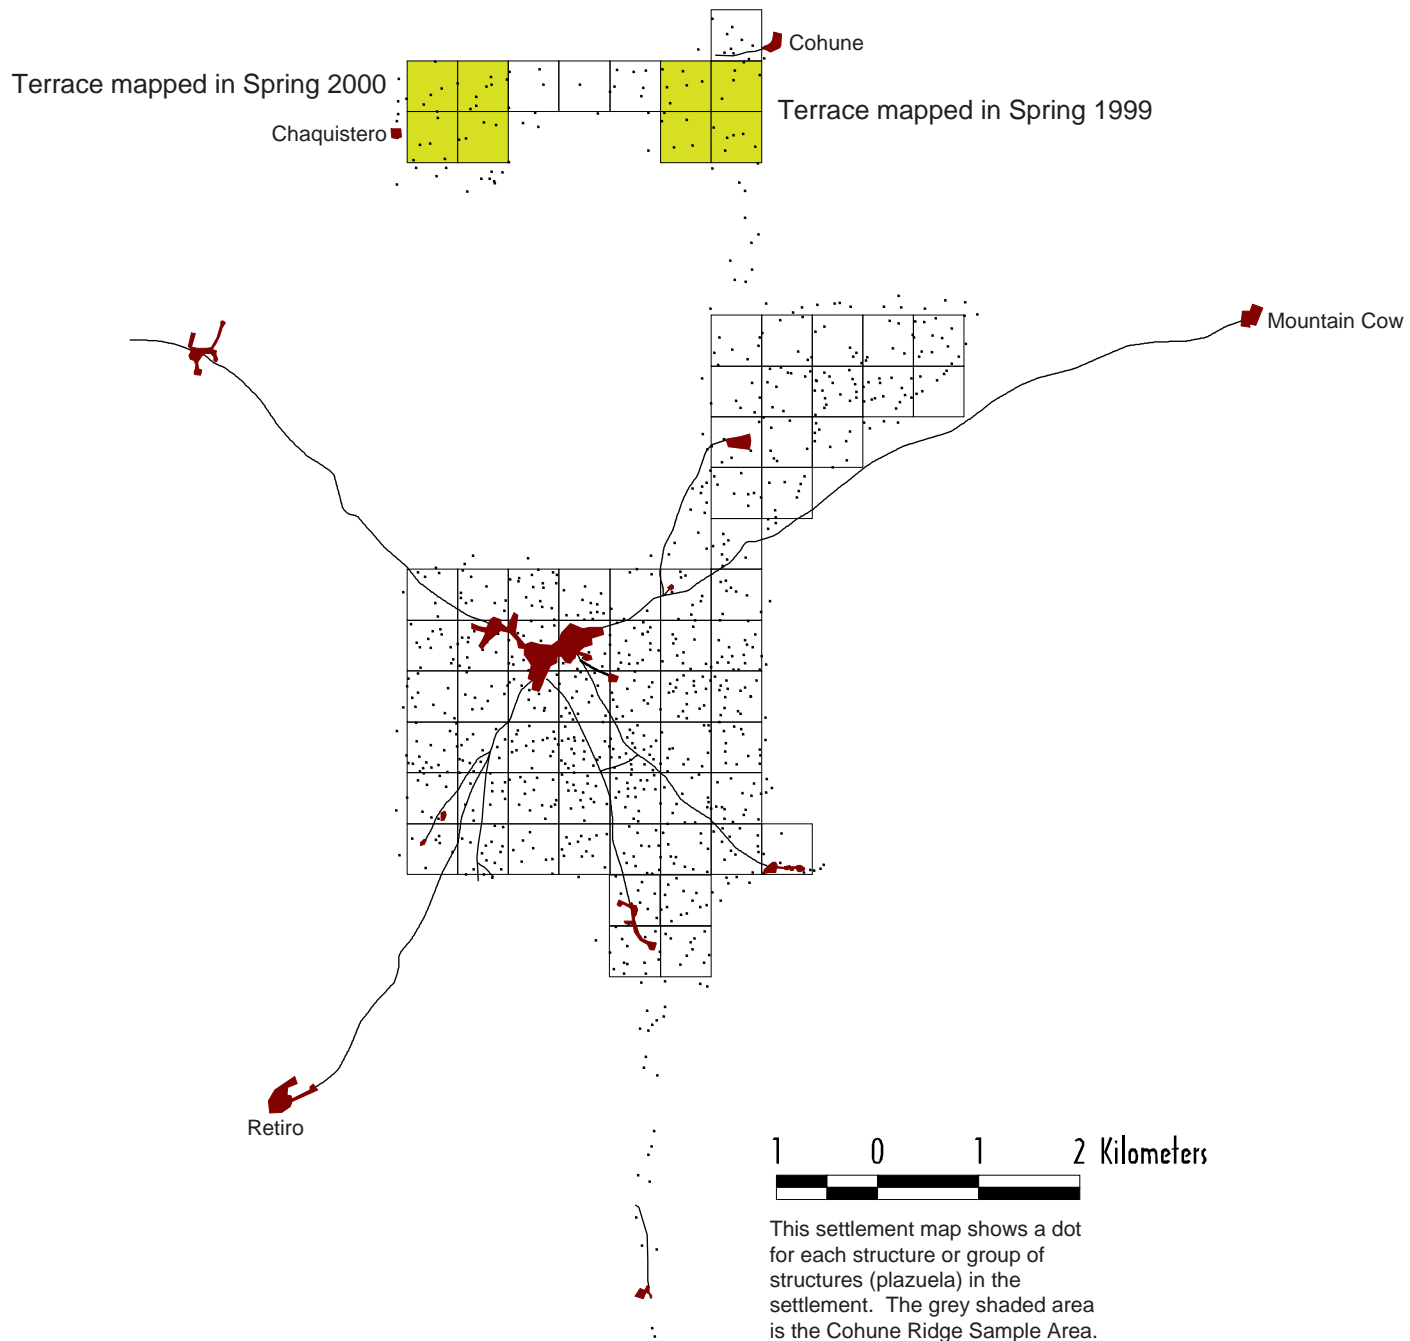 Cohune
Terrace mapped in Spring 2000
Terrace mapped in Spring 1999
Chaquistero
Mountain Cow
Retiro
1 0 1 2 Kilometers
This settlement map shows a dot
for each structure or group of
structures (plazuela) in the
settlement. The grey shaded area
is the Cohune Ridge Sample Area.